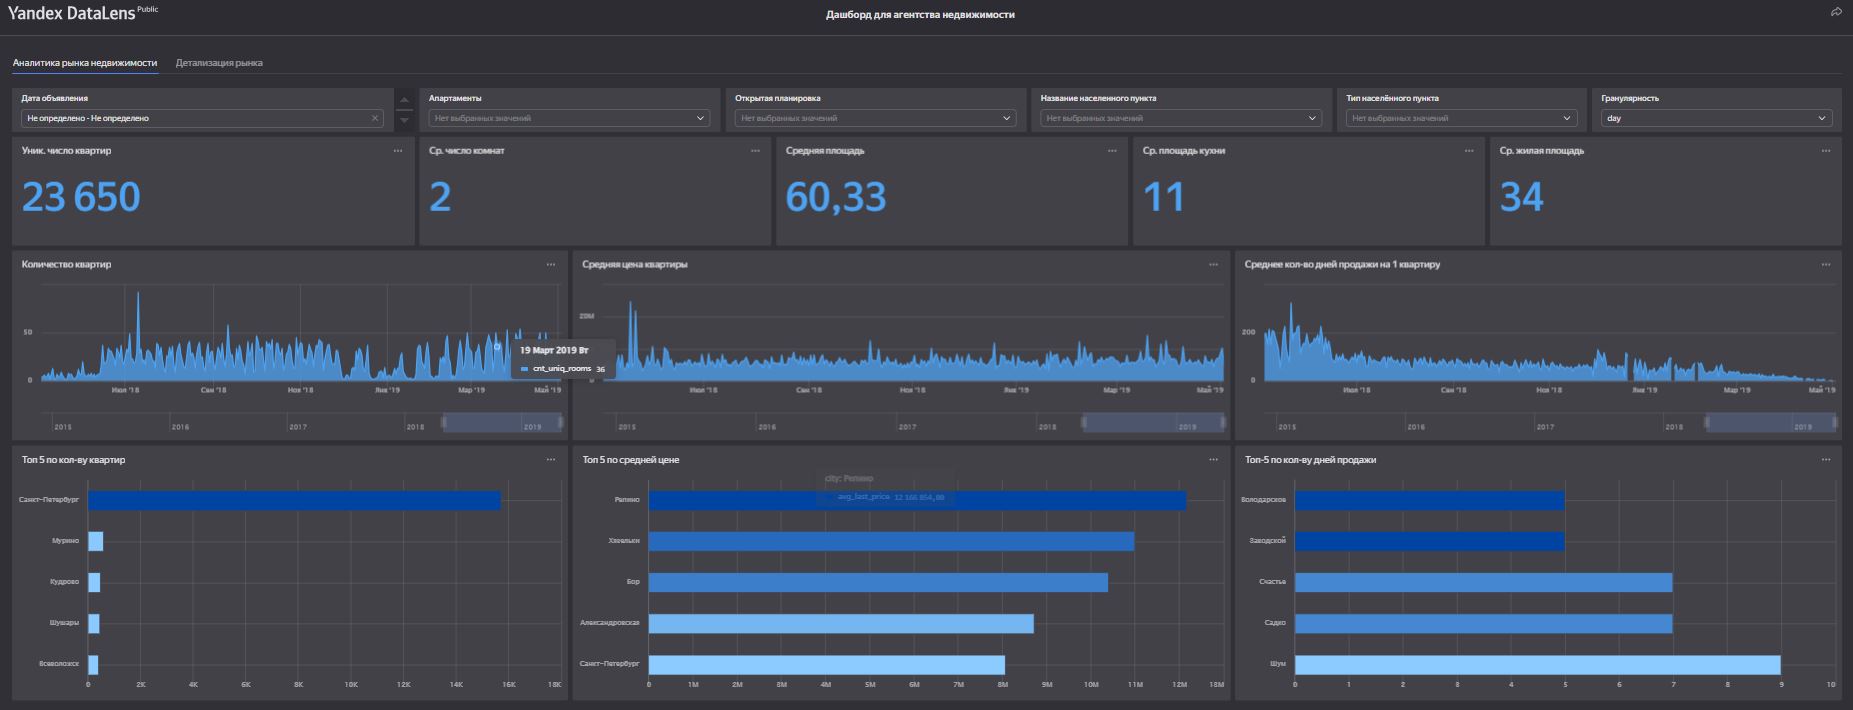 Yandex DataLens Public
Дашборд для агентства недвижимости
Аналитика рынка недвижимости Детализация рынка
Дата объявления Апартаменты Открытая планировка Название населенного пункта Тип населённого пункта Гранулярность
Не определено - Не определено Нет выбранных значений Нет выбранных значений Нет выбранных значений Нет выбранных значений day
Уник. число квартир Ср. число комнат Средняя площадь Ср. площадь кухни Ср. жилая площадь
23 650 2 60,33 11 34
Количество квартир
50
0
Июл '18 Сен '18 Ноя '18 Янв '19 Мар '19 Май '19
19 Март 2019 Вт
cnt_uniq_rooms 36
2015 2016 2017 2018 2019
Средняя цена квартиры
20M
0
Июл '18 Сен '18 Ноя '18 Янв '19 Мар '19 Май '19
2015 2016 2017 2018 2019
Среднее кол-во дней продажи на 1 квартиру
200
0
Июл '18 Сен '18 Ноя '18 Янв '19 Мар '19 Май '19
2015 2016 2017 2018 2019
Топ 5 по кол-ву квартир
Санкт-Петербург
Мурино
Кудрово
Шушары
Всеволожск
0 2K 4K 6K 8K 10K 12K 14K 16K 18K
Топ 5 по средней цене
city: Репино
avg_last_price 12 166 854,00
Репино
Хязельки
Бор
Александровская
Санкт-Петербург
0 1M 2M 3M 4M 5M 6M 7M 8M 9M 10M 11M 12M 13M
Топ-5 по кол-ву дней продажи
Володарское
Заводской
Счастье
Садко
Шум
0 1 2 3 4 5 6 7 8 9 10